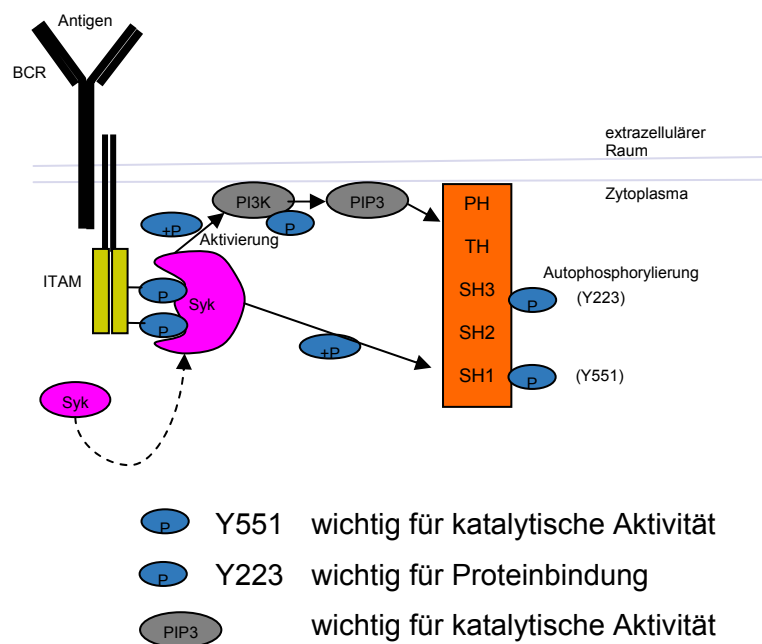 Antigen
BCR
extrazellulärer
Raum
Zytoplasma
PI3K
PIP3
PH
+P
P
Aktivierung
TH
ITAM
Autophosphorylierung
P
Syk
SH3
P
(Y223)
P
SH2
+P
SH1
P
(Y551)
Syk
P Y551 wichtig für katalytische Aktivität
P Y223 wichtig für Proteinbindung
PIP3 wichtig für katalytische Aktivität